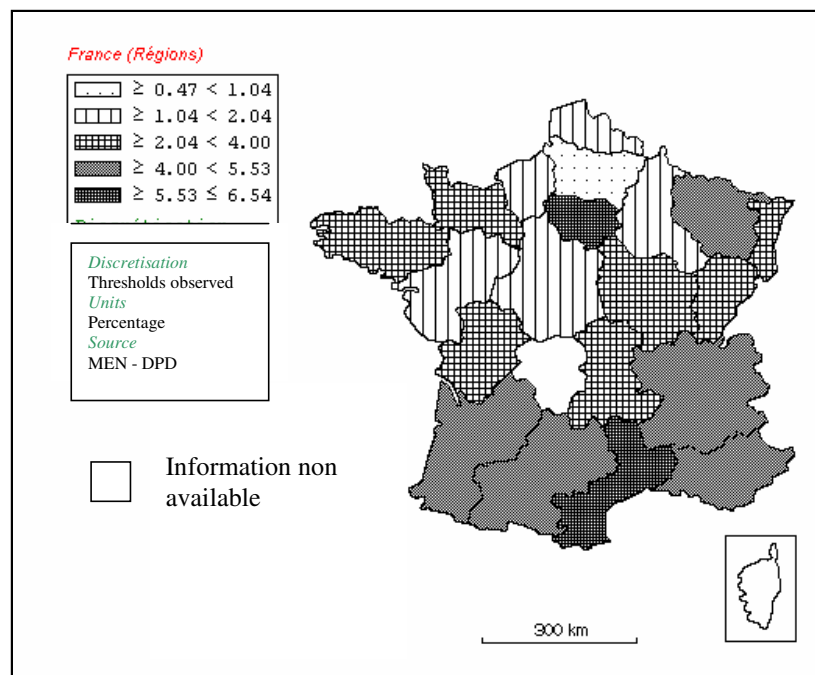 France (Régions)
≥ 0.47 < 1.04
≥ 1.04 < 2.04
≥ 2.04 < 4.00
≥ 4.00 < 5.53
≥ 5.53 ≤ 6.54
Discretisation
Thresholds observed
Units
Percentage
Source
MEN - DPD
Information non
available
300 km